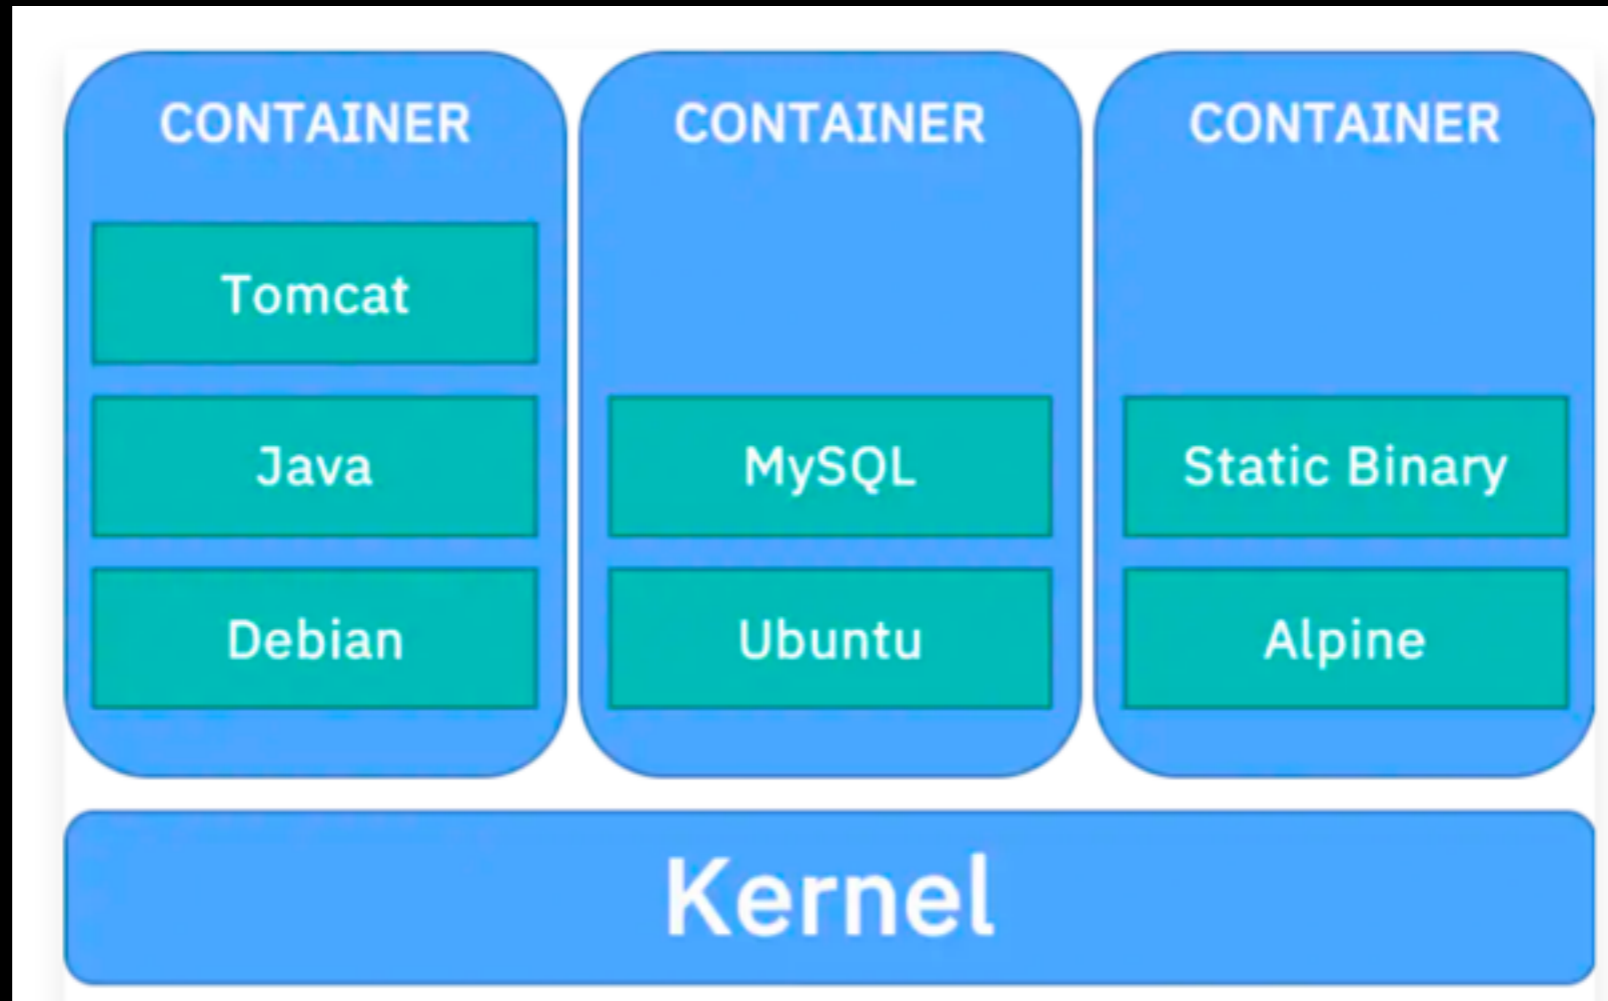 CONTAINER
Tomcat
Java
Debian
CONTAINER
MySQL
Ubuntu
CONTAINER
Static Binary
Alpine
Kernel